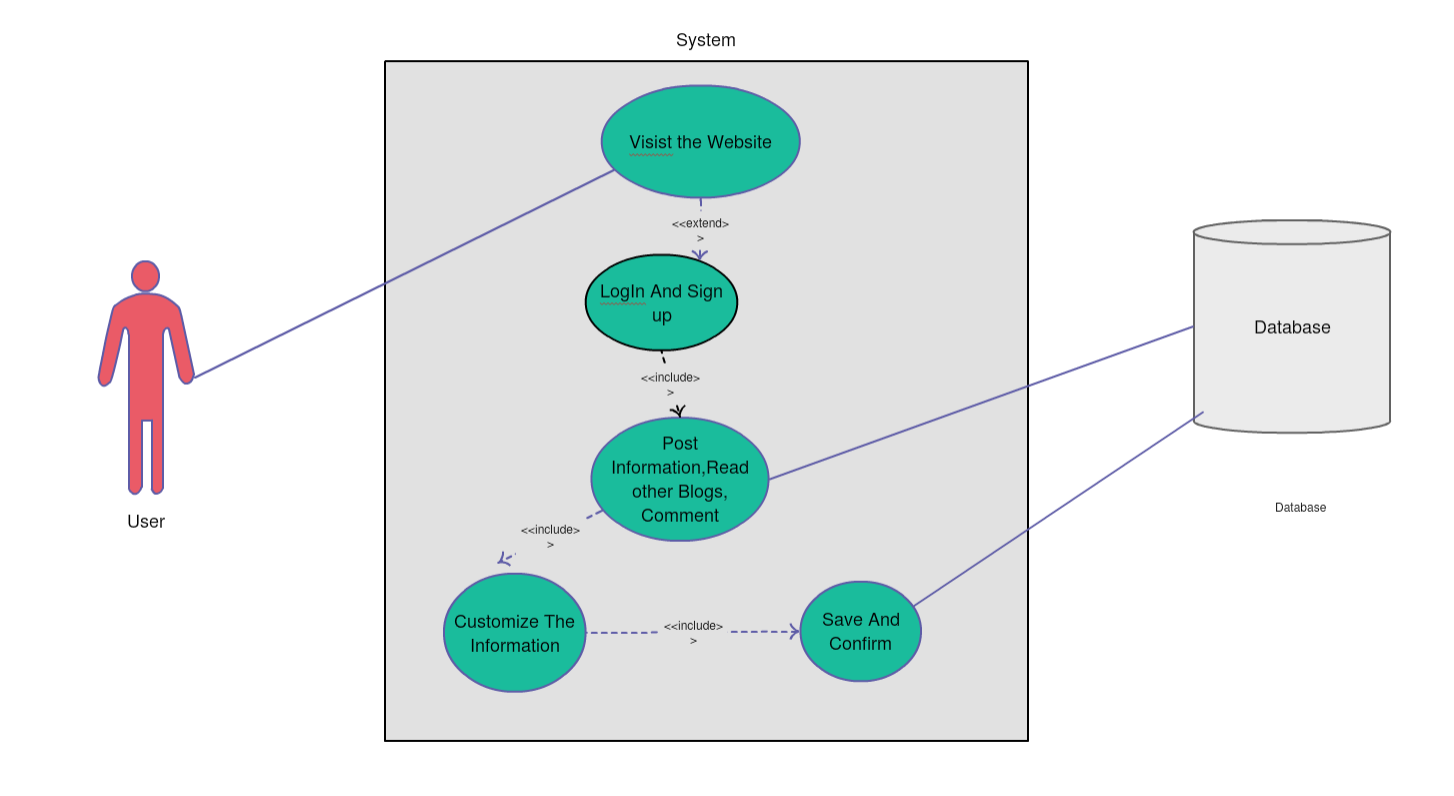 System
Visist the Website
<<extend>
>
LogIn And Sign
up
<<include>
>
Post
Information,Read
other Blogs,
Comment
<<include>
>
Customize The
Information
<<include>
>
Save And
Confirm
User
Database
Database